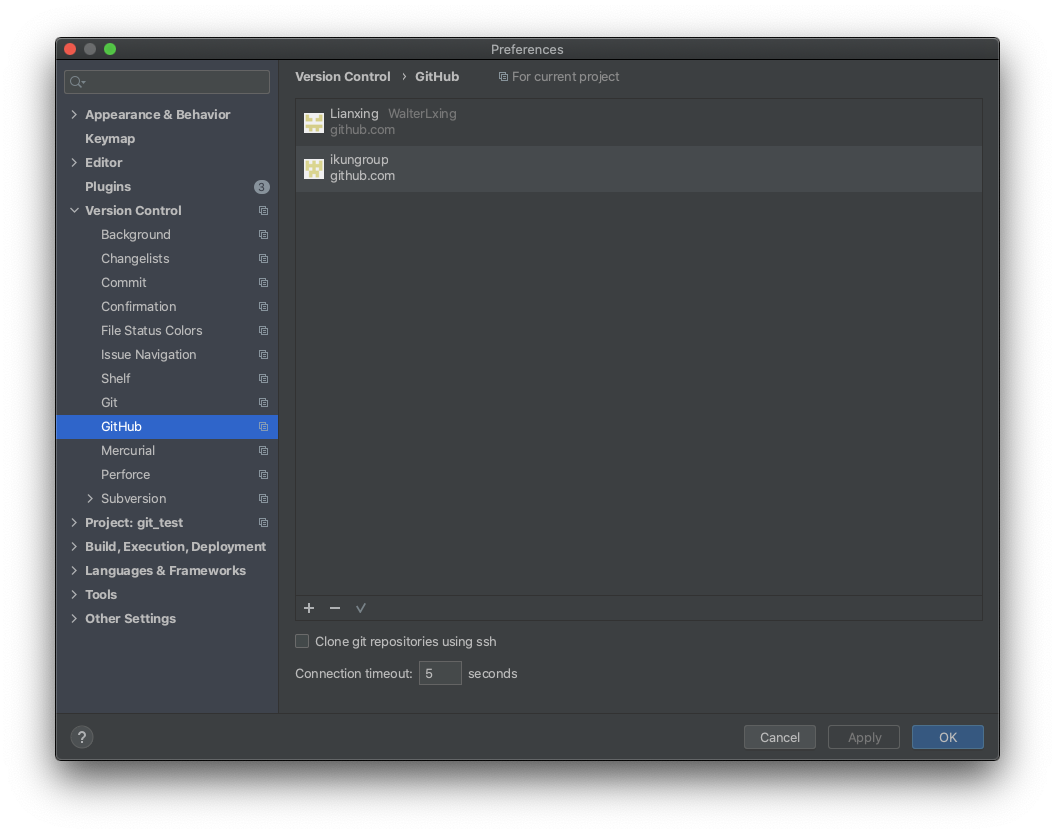 Preferences
Version Control › GitHub For current project
Appearance & Behavior
Keymap
Editor
Plugins 3
Version Control
Background
Changelists
Commit
Confirmation
File Status Colors
Issue Navigation
Shelf
Git
GitHub
Mercurial
Perforce
Subversion
Project: git_test
Build, Execution, Deployment
Languages & Frameworks
Tools
Other Settings
Lianxing WalterLxing
github.com
ikungroup
github.com
Clone git repositories using ssh
Connection timeout: 5 seconds
? Cancel Apply OK